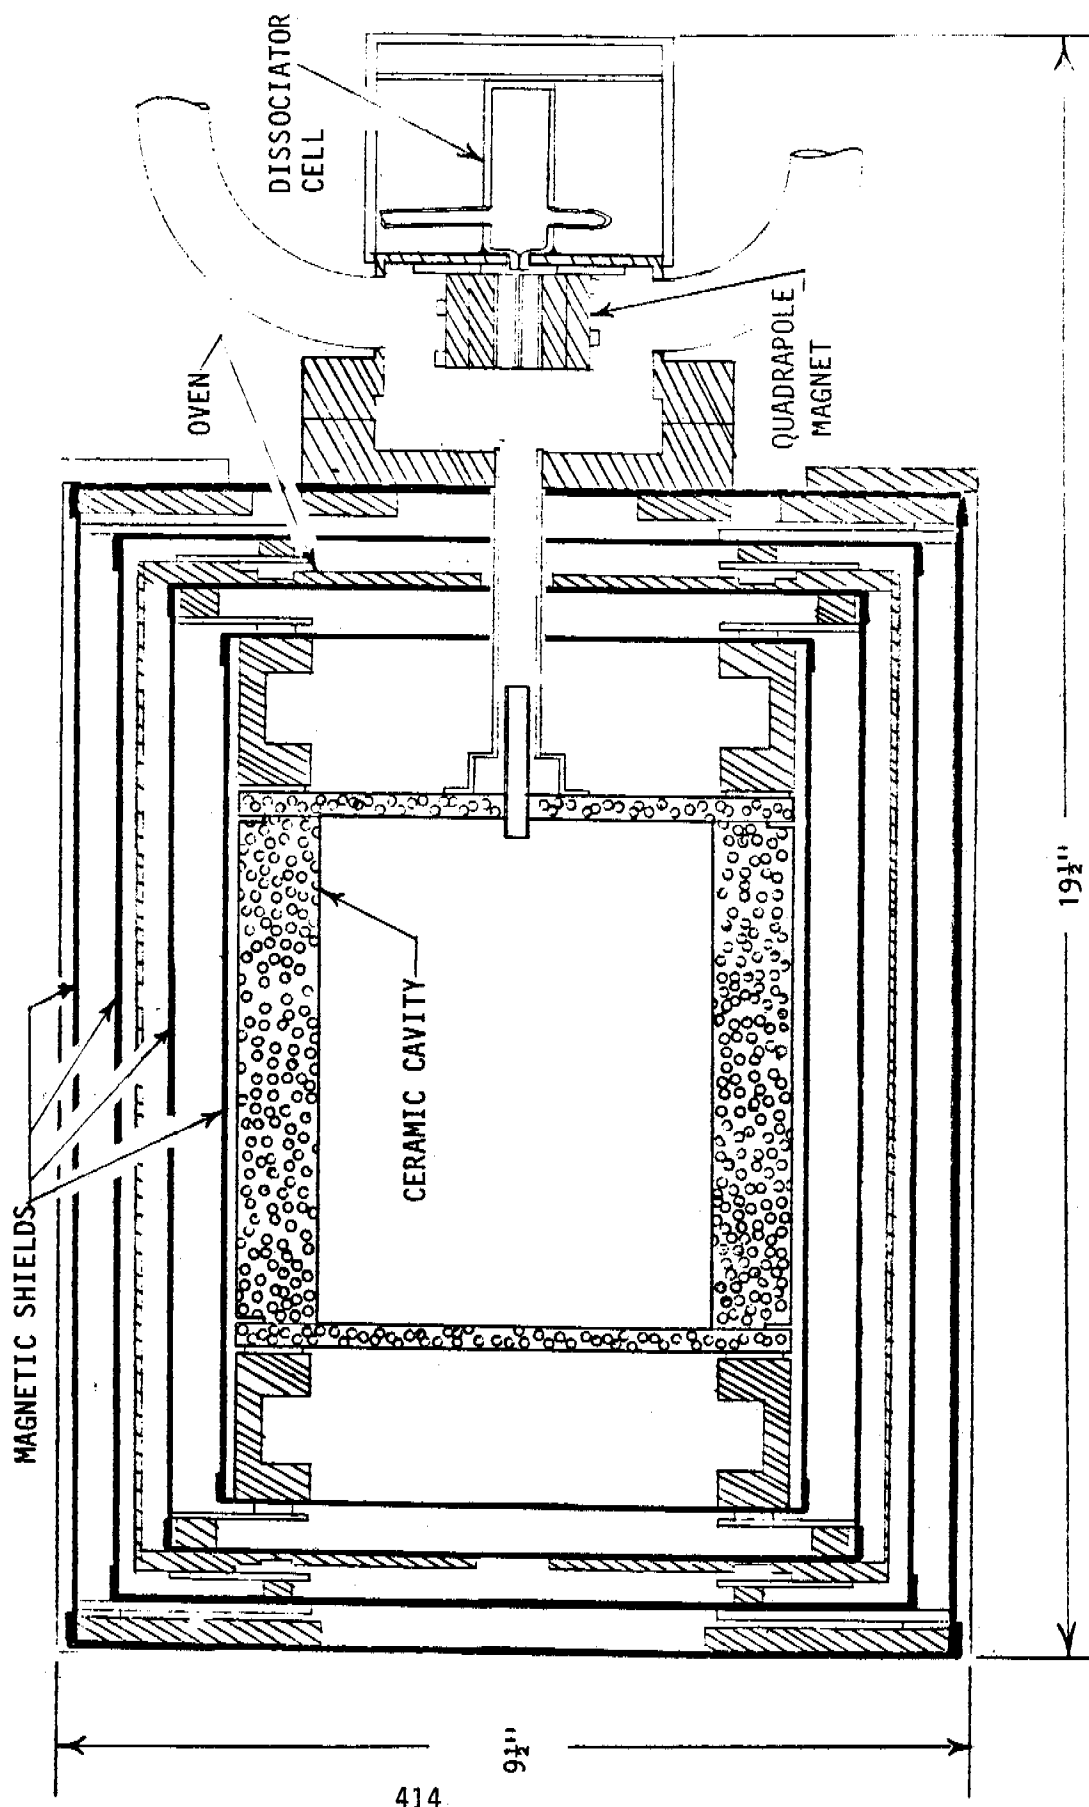 DISSOCIATOR
CELL
OVEN
QUADRAPOLE
MAGNET
MAGNETIC SHIELDS
CERAMIC CAVITY
19½"
9½"
414